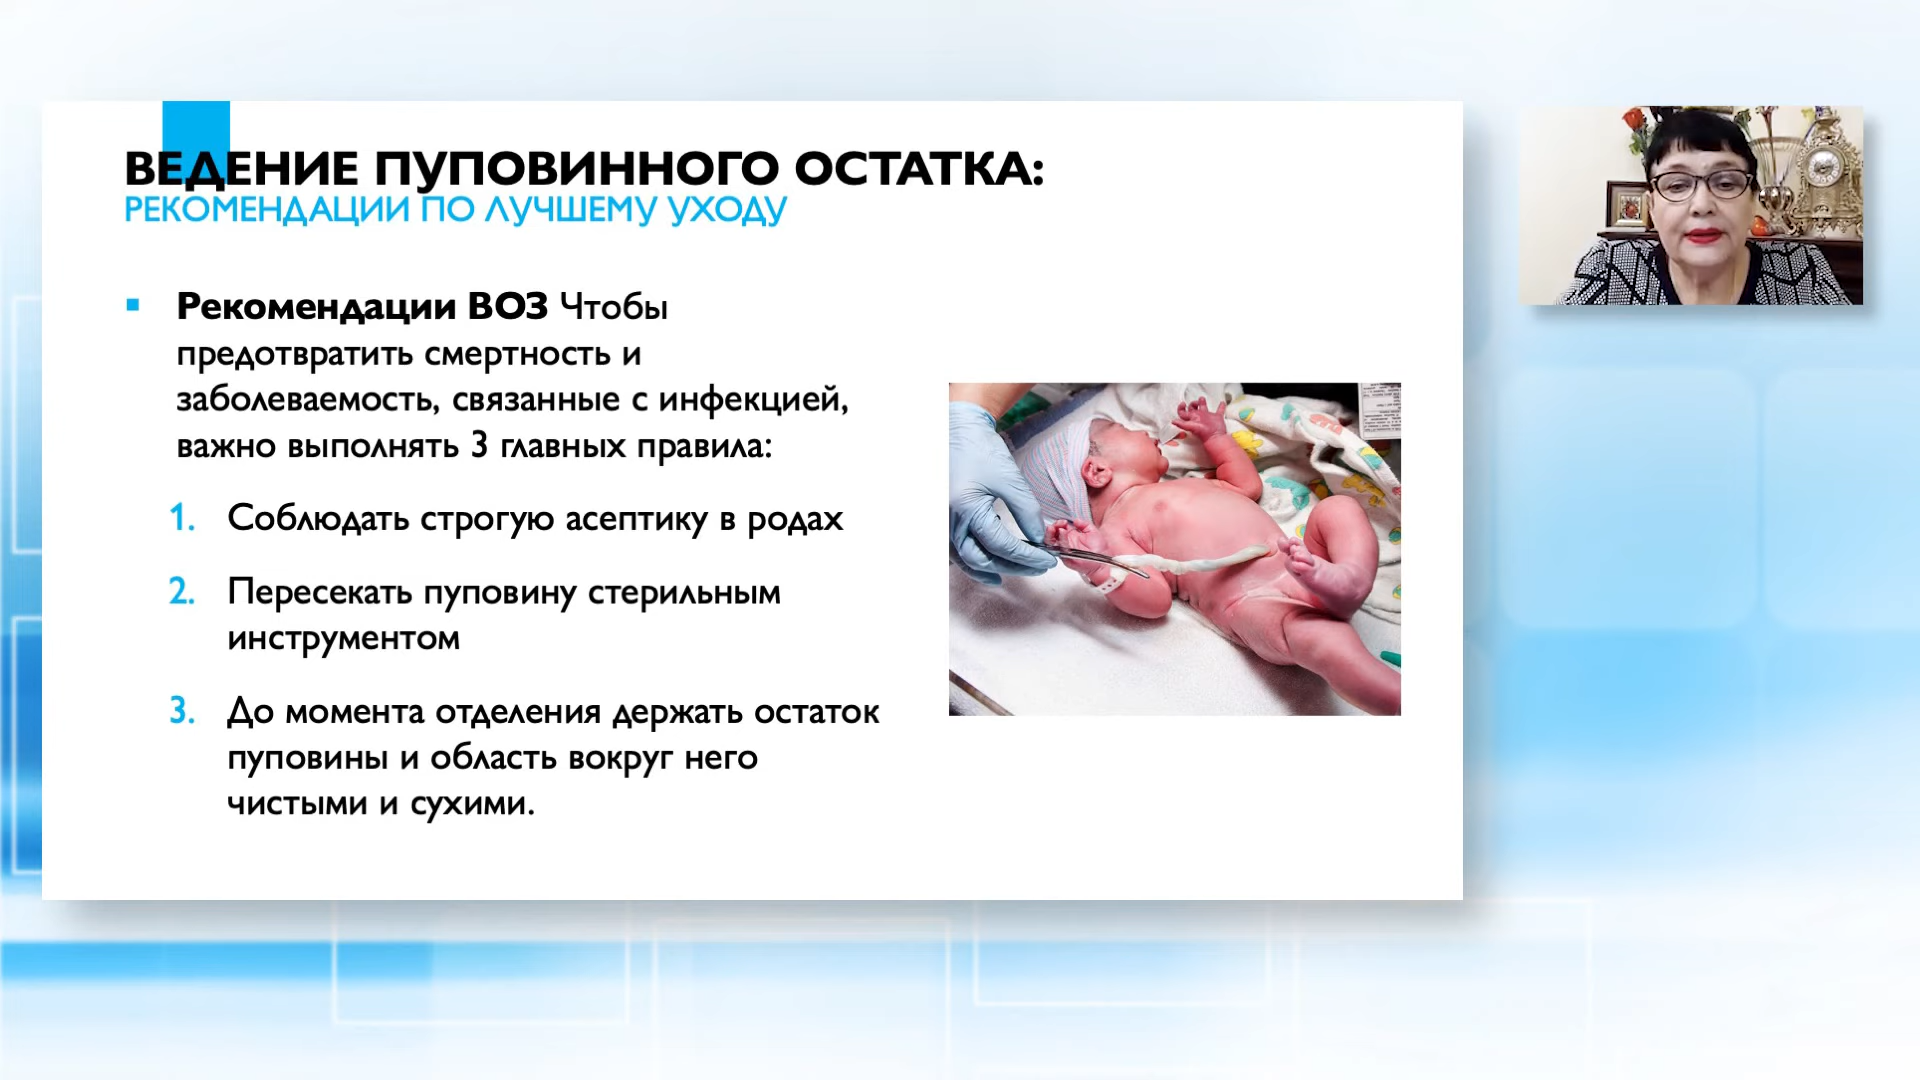 ВЕДЕНИЕ ПУПОВИННОГО ОСТАТКА:
РЕКОМЕНДАЦИИ ПО ЛУЧШЕМУ УХОДУ
Рекомендации ВОЗ Чтобы
предотвратить смертность и
заболеваемость, связанные с инфекцией,
важно выполнять 3 главных правила:
1. Соблюдать строгую асептику в родах
2. Пересекать пуповину стерильным
инструментом
3. До момента отделения держать остаток
пуповины и область вокруг него
чистыми и сухими.